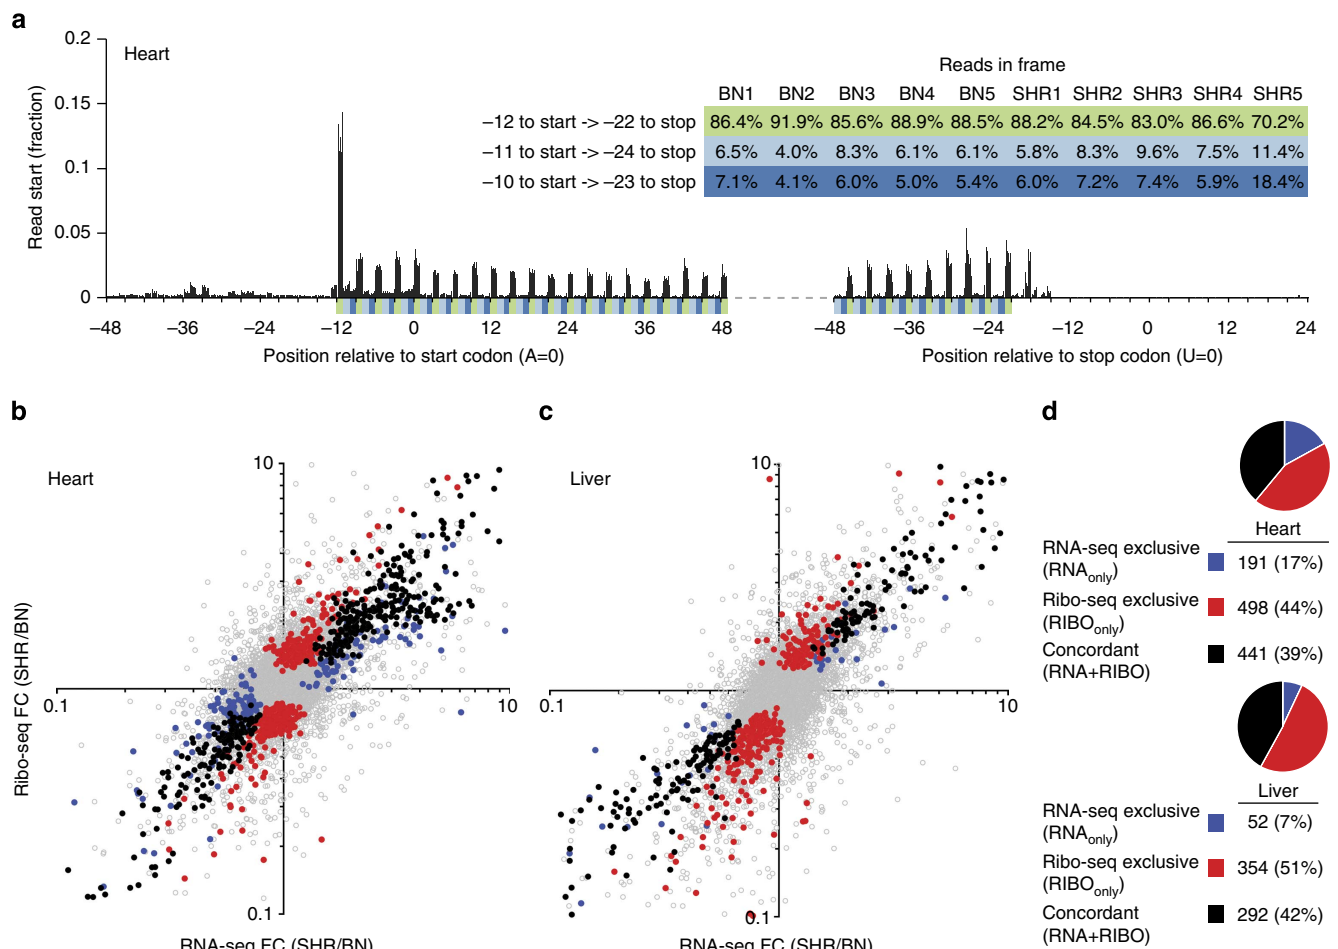 a
0.2
Heart
0.15
0.1
0.05
0
Read start (fraction)
Reads in frame
BN1 BN2 BN3 BN4 BN5 SHR1 SHR2 SHR3 SHR4 SHR5
−12 to start -> −22 to stop 86.4% 91.9% 85.6% 88.9% 88.5% 88.2% 84.5% 83.0% 86.6% 70.2%
−11 to start -> −24 to stop 6.5% 4.0% 8.3% 6.1% 6.1% 5.8% 8.3% 9.6% 7.5% 11.4%
−10 to start -> −23 to stop 7.1% 4.1% 6.0% 5.0% 5.4% 6.0% 7.2% 7.4% 5.9% 18.4%
−48 −36 −24 −12 0 12 24 36 48 −48 −36 −24 −12 0 12 24
Position relative to start codon (A=0) Position relative to stop codon (U=0)
b
Heart
10
0.1
10
0.1
Ribo-seq FC (SHR/BN)
RNA-seq FC (SHR/BN)
c
Liver
10
0.1
10
0.1
RNA-seq FC (SHR/BN)
d
Heart
RNA-seq exclusive
(RNAonly) 191 (17%)
Ribo-seq exclusive
(RIBOonly) 498 (44%)
Concordant
(RNA+RIBO) 441 (39%)
Liver
RNA-seq exclusive
(RNAonly) 52 (7%)
Ribo-seq exclusive
(RIBOonly) 354 (51%)
Concordant
(RNA+RIBO) 292 (42%)